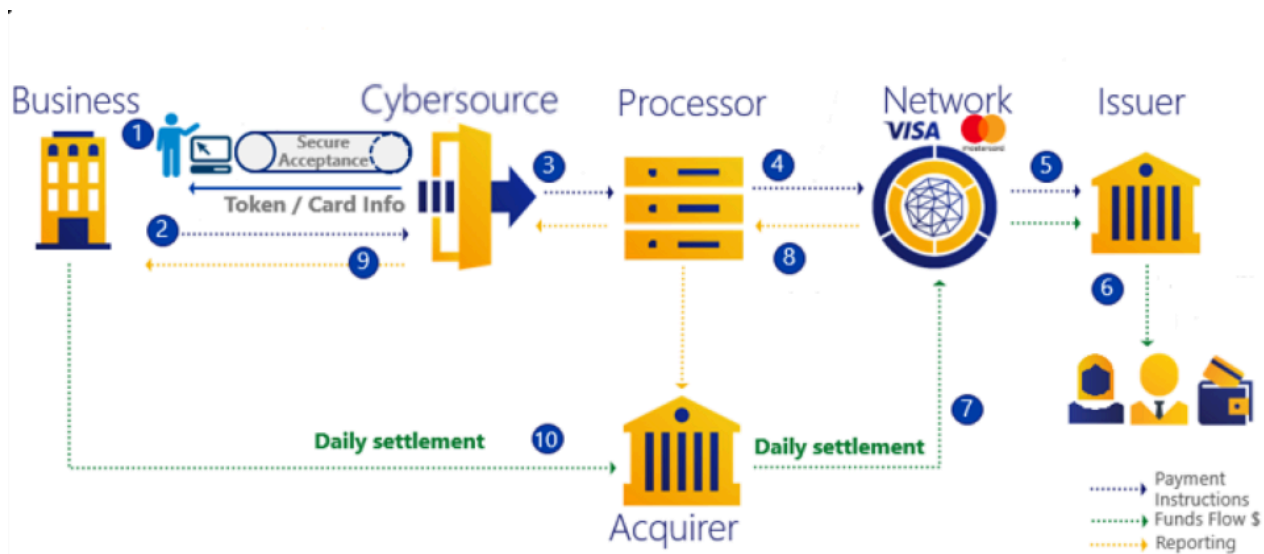 Business
Cybersource
Processor
Network
Issuer
VISA
mastercard
1
Secure
Acceptance
3
4
5
Token / Card Info
2
9
8
6
7
Daily settlement
10
Daily settlement
Acquirer
Payment
Instructions
Funds Flow $
Reporting